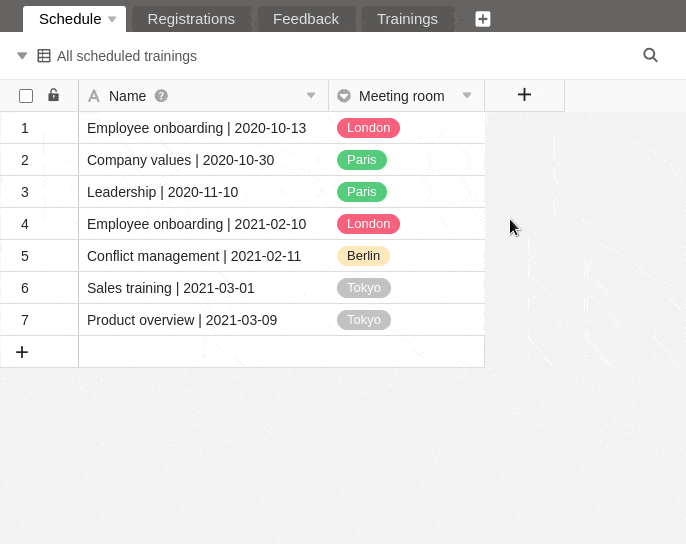 Schedule Registrations Feedback Trainings
All scheduled trainings
Name Meeting room
1 Employee onboarding | 2020-10-13 London
2 Company values | 2020-10-30 Paris
3 Leadership | 2020-11-10 Paris
4 Employee onboarding | 2021-02-10 London
5 Conflict management | 2021-02-11 Berlin
6 Sales training | 2021-03-01 Tokyo
7 Product overview | 2021-03-09 Tokyo